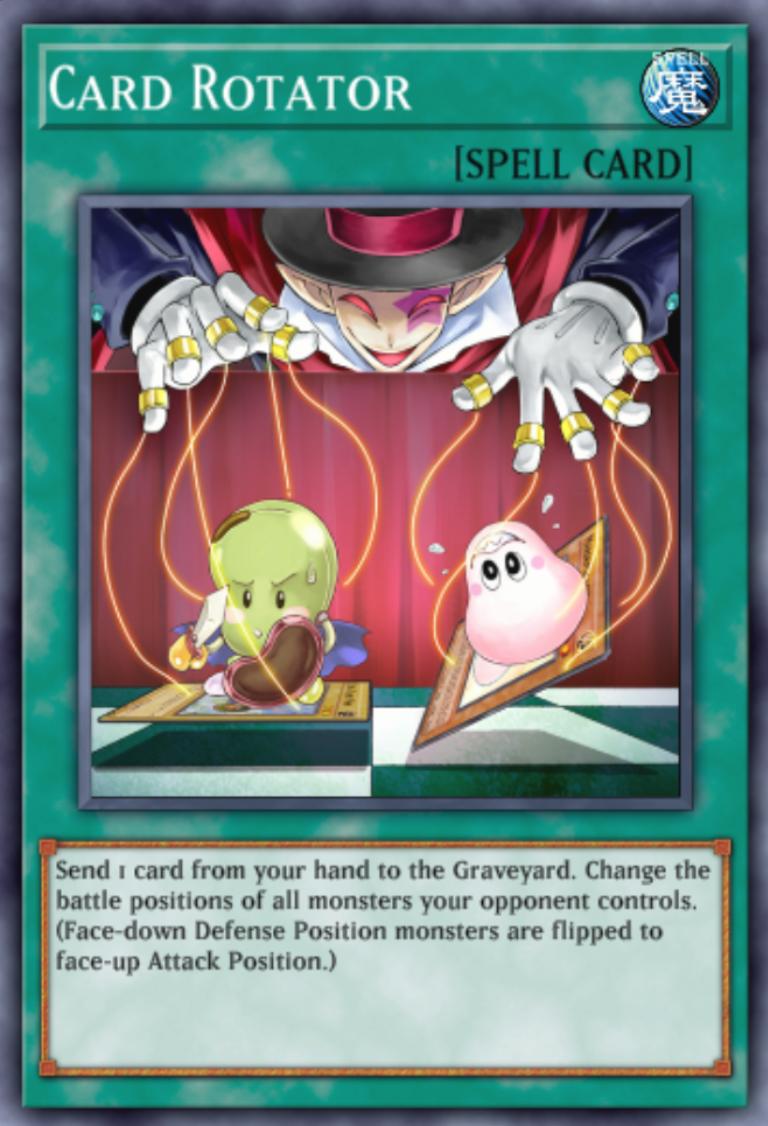 CARD ROTATOR
SPELL
魔
[SPELL CARD]
Send 1 card from your hand to the Graveyard. Change the
battle positions of all monsters your opponent controls.
(Face-down Defense Position monsters are flipped to
face-up Attack Position.)